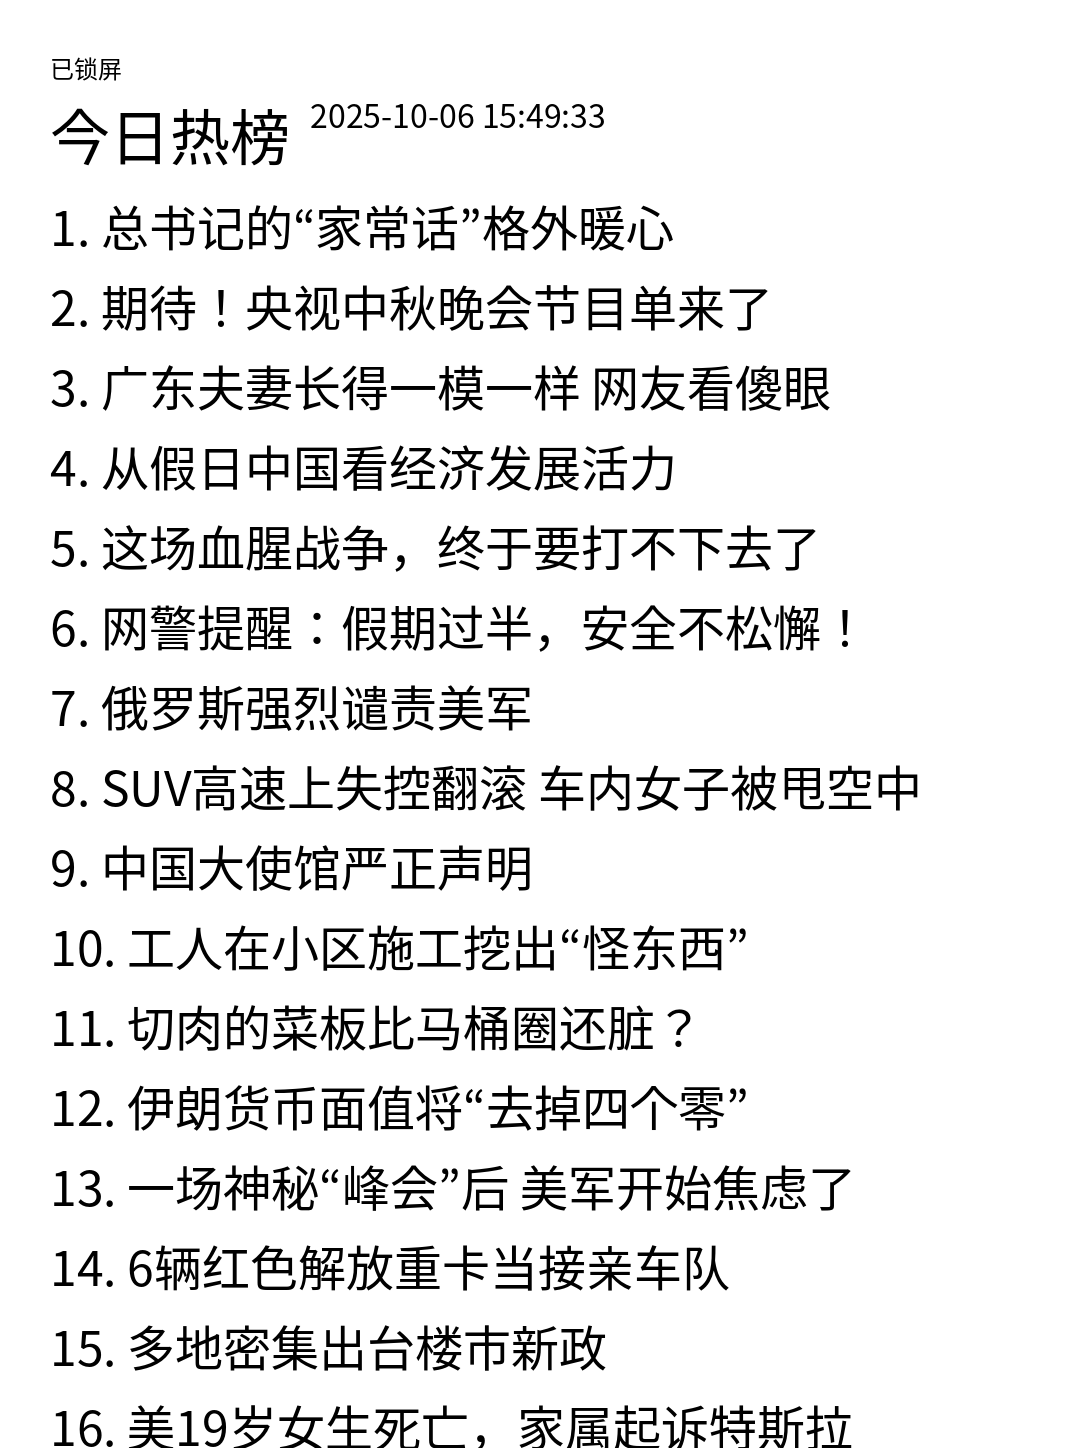 已锁屏
今日热榜 2025-10-06 15:49:33
1. 总书记的“家常话”格外暖心
2. 期待！央视中秋晚会节目单来了
3. 广东夫妻长得一模一样 网友看傻眼
4. 从假日中国看经济发展活力
5. 这场血腥战争，终于要打不下去了
6. 网警提醒：假期过半，安全不松懈！
7. 俄罗斯强烈谴责美军
8. SUV高速上失控翻滚 车内女子被甩空中
9. 中国大使馆严正声明
10. 工人在小区施工挖出“怪东西”
11. 切肉的菜板比马桶圈还脏？
12. 伊朗货币面值将“去掉四个零”
13. 一场神秘“峰会”后 美军开始焦虑了
14. 6辆红色解放重卡当接亲车队
15. 多地密集出台楼市新政
16. 美19岁女生死亡，家属起诉特斯拉